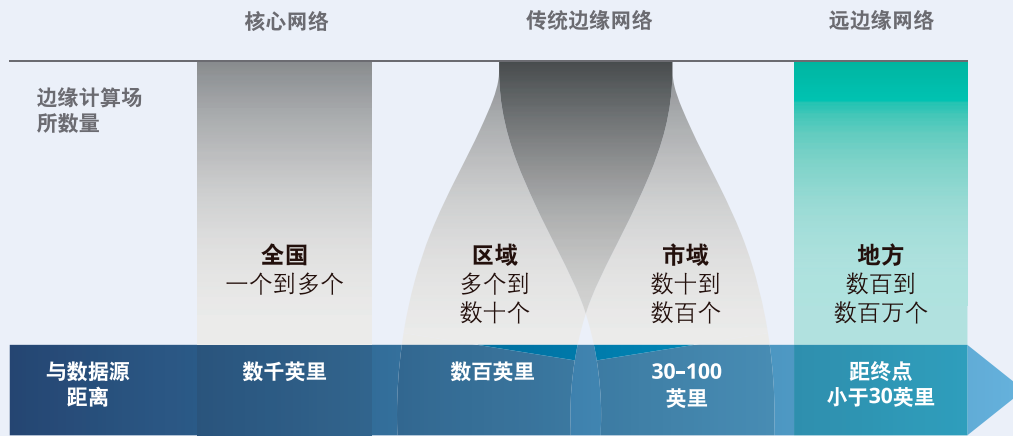 核心网络
传统边缘网络
远边缘网络
边缘计算场
所数量
全国
一个到多个
区域
多个到
数十个
市域
数十到
数百个
地方
数百到
数百万个
与数据源
距离
数千英里
数百英里
30–100
英里
距终点
小于30英里